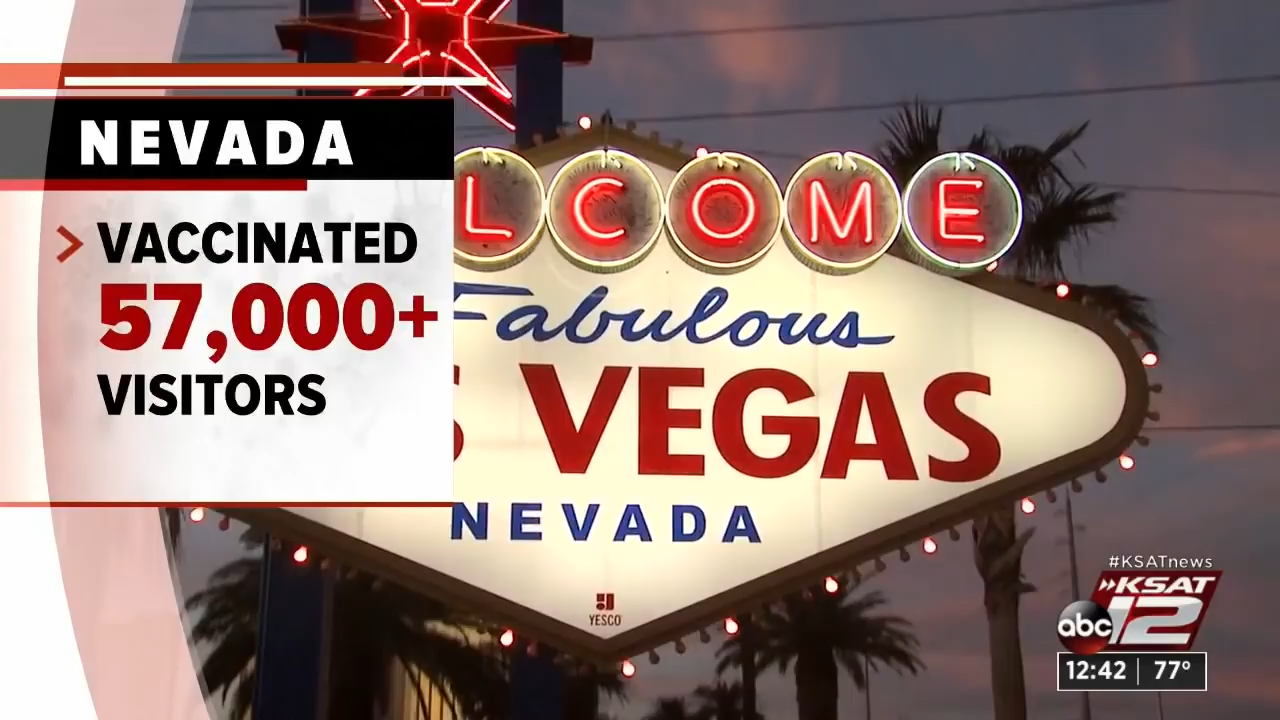 NEVADA
> VACCINATED
57,000+
VISITORS
LCOME
Fabulous
S VEGAS
NEVADA
YESCO
#KSATnews
KSAT
abc 12
12:42 | 77°